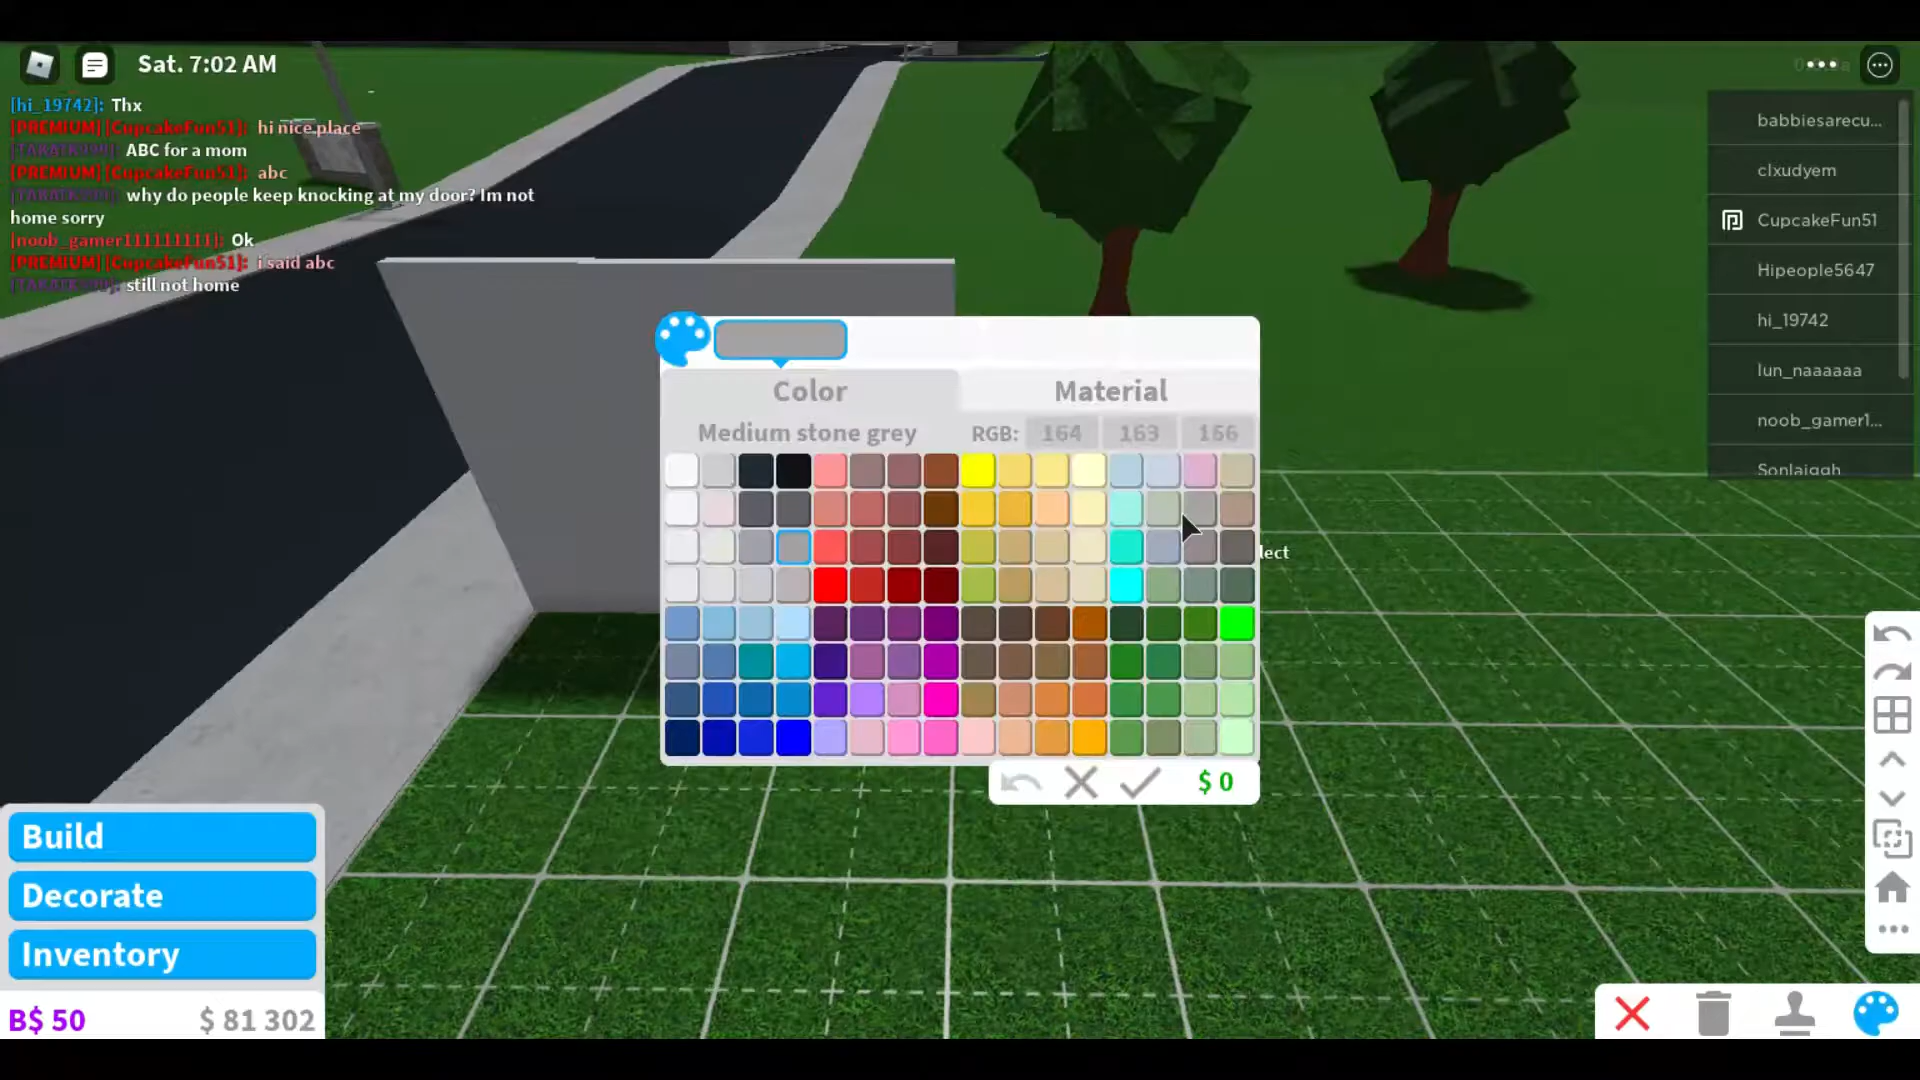 Sat. 7:02 AM
[hi_19742]: Thx
[PREMIUM] [CupcakeFun51]: hi nice place
ABC for a mom
[PREMIUM] [CupcakeFun51]: abc
why do people keep knocking at my door? Im not
home sorry
[noob_gamer111111111]: Ok
[PREMIUM] [CupcakeFun51]: i said abc
still not home
babbiesarecu...
clxudyem
CupcakeFun51
Hipeople5647
hi_19742
lun_naaaaaa
noob_gamer1...
Color
Material
Medium stone grey
RGB: 164 163 166
lect
$ 0
Build
Decorate
Inventory
B$ 50
$ 81 302